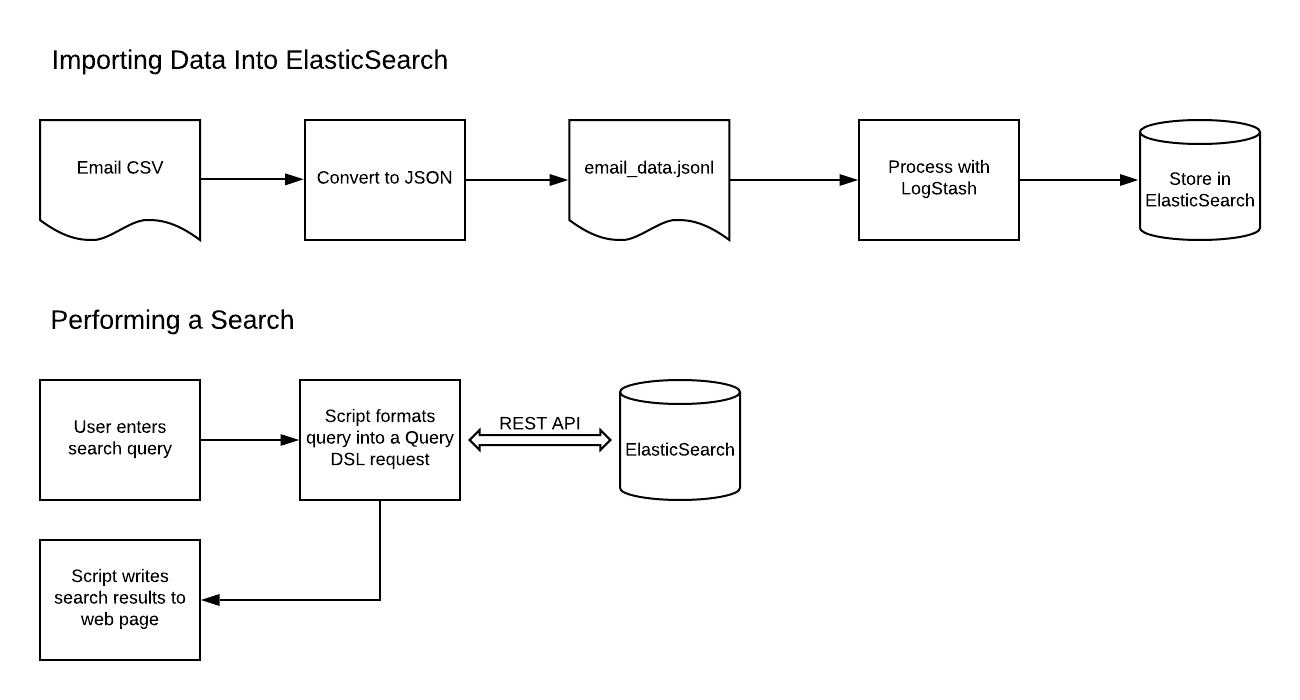 Importing Data Into ElasticSearch
Email CSV
Convert to JSON
email_data.jsonl
Process with
LogStash
Store in
ElasticSearch
Performing a Search
User enters
search query
Script formats
query into a Query
DSL request
REST API
ElasticSearch
Script writes
search results to
web page